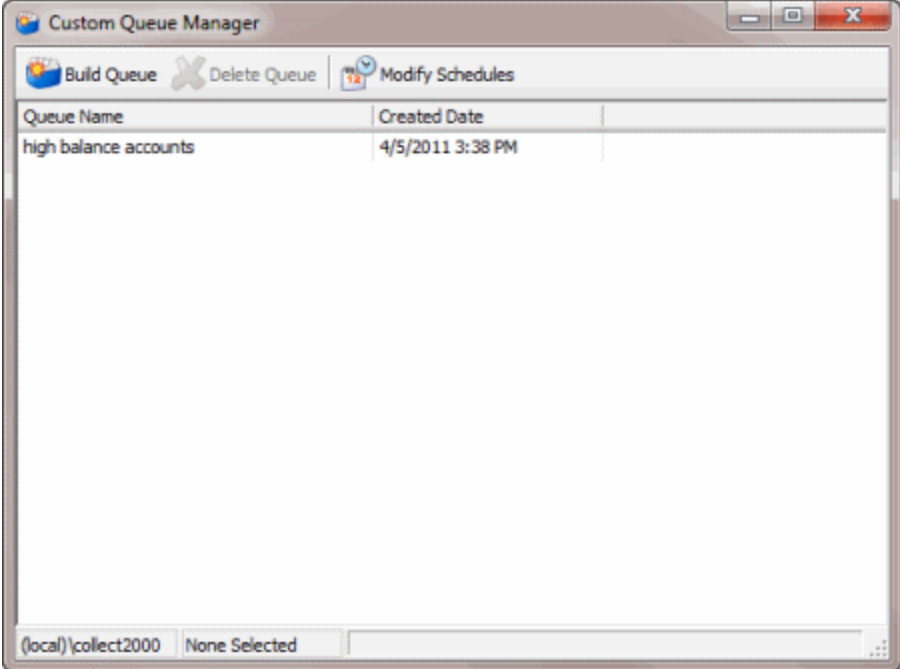 Custom Queue Manager
Build Queue Delete Queue 12 Modify Schedules
Queue Name Created Date
high balance accounts 4/5/2011 3:38 PM
(local)\collect2000 None Selected